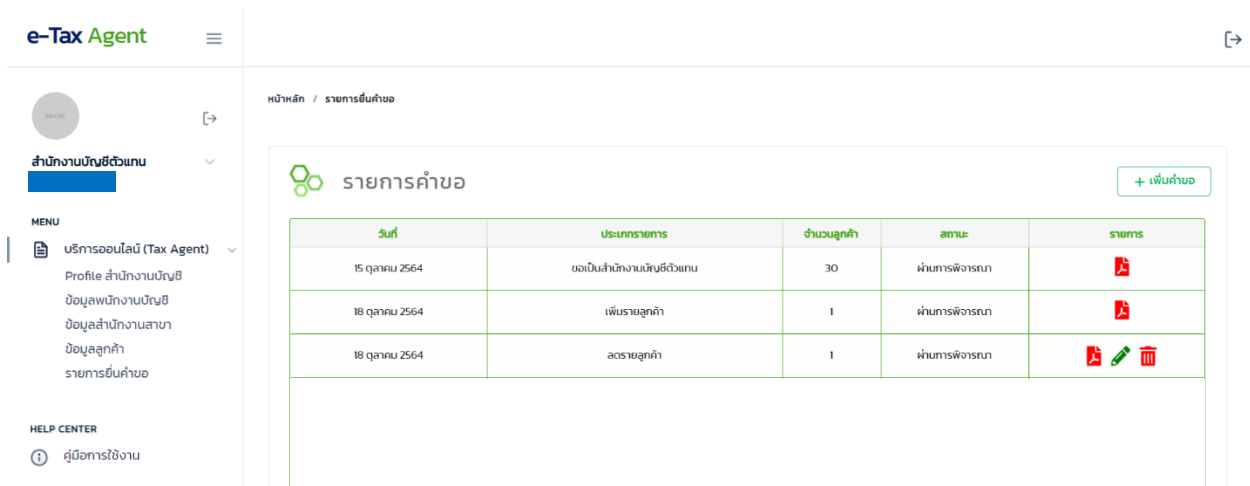 e-Tax Agent
หน้าหลัก / รายการยื่นคำขอ
สำนักงานบัญชีตัวแทน
MENU
บริการออนไลน์ (Tax Agent)
Profile สำนักงานบัญชี
ข้อมูลพนักงานบัญชี
ข้อมูลสำนักงานสาขา
ข้อมูลลูกค้า
รายการยื่นคำขอ
HELP CENTER
คู่มือการใช้งาน
รายการคำขอ
+ เพิ่มคำขอ
วันที่ ประเภทรายการ จำนวนลูกค้า สถานะ รายการ
15 ตุลาคม 2564 ขอเป็นสำนักงานบัญชีตัวแทน 30 ผ่านการพิจารณา
18 ตุลาคม 2564 เพิ่มรายลูกค้า 1 ผ่านการพิจารณา
18 ตุลาคม 2564 ลดรายลูกค้า 1 ผ่านการพิจารณา